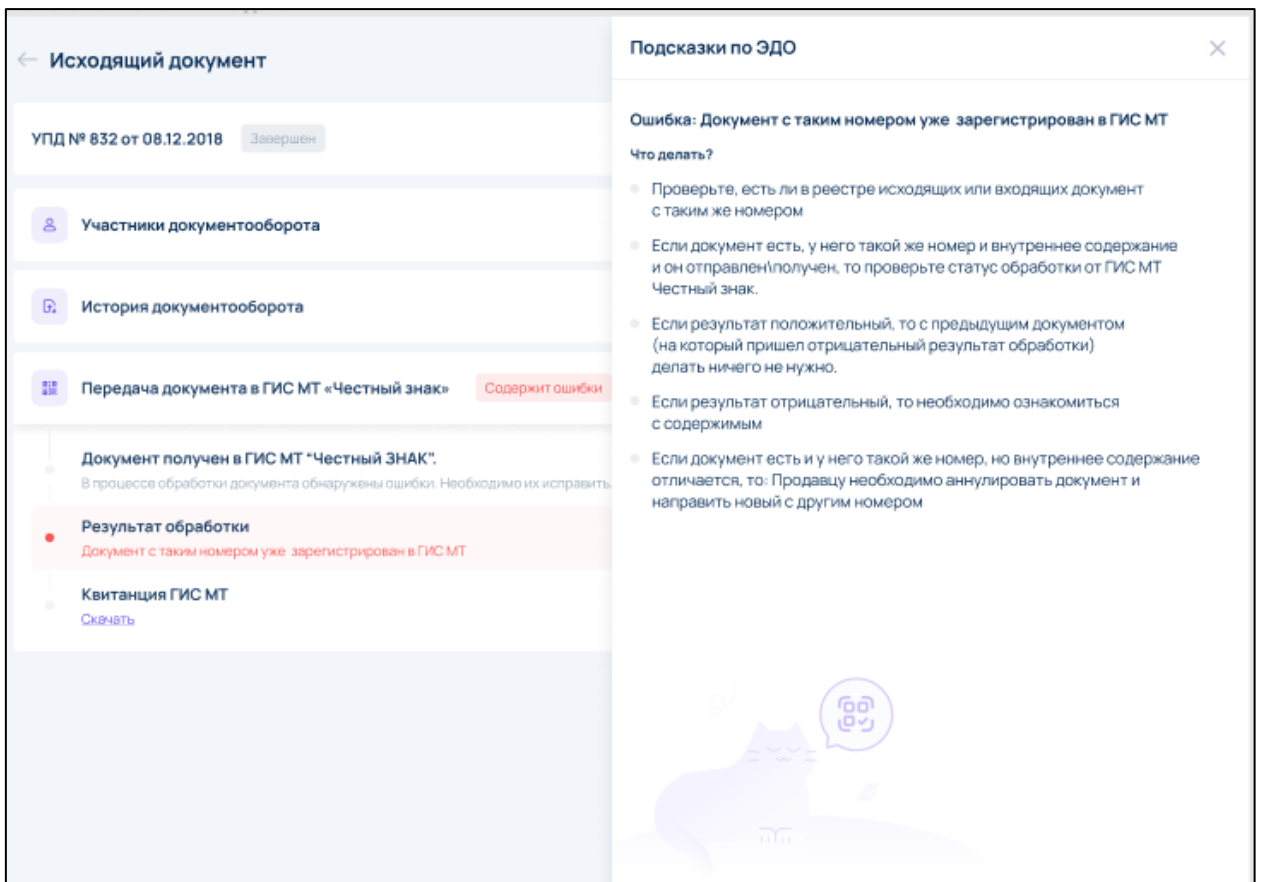 Исходящий документ
УПД № 832 от 08.12.2018 Завершен
Участники документооборота
История документооборота
Передача документа в ГИС МТ «Честный знак» Содержит ошибки
Документ получен в ГИС МТ “Честный ЗНАК”.
В процессе обработки документа обнаружены ошибки. Необходимо их исправить.
Результат обработки
Документ с таким номером уже зарегистрирован в ГИС МТ
Квитанция ГИС МТ
Скачать
Подсказки по ЭДО
Ошибка: Документ с таким номером уже зарегистрирован в ГИС МТ
Что делать?
Проверьте, есть ли в реестре исходящих или входящих документ
с таким же номером
Если документ есть, у него такой же номер и внутреннее содержание
и он отправлен\получен, то проверьте статус обработки от ГИС МТ
Честный знак.
Если результат положительный, то с предыдущим документом
(на который пришел отрицательный результат обработки)
делать ничего не нужно.
Если результат отрицательный, то необходимо ознакомиться
с содержимым
Если документ есть и у него такой же номер, но внутреннее содержание
отличается, то: Продавцу необходимо аннулировать документ и
направить новый с другим номером